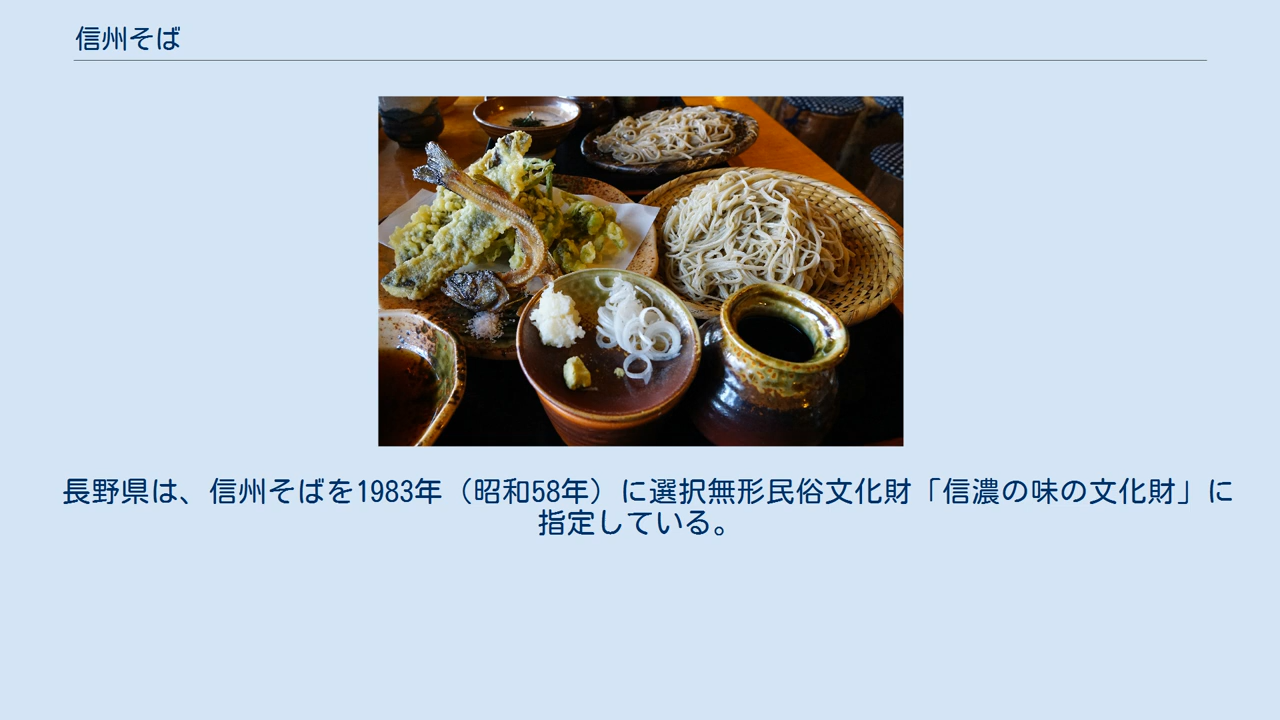 信州そば
長野県は、信州そばを1983年（昭和58年）に選択無形民俗文化財「信濃の味の文化財」に
指定している。